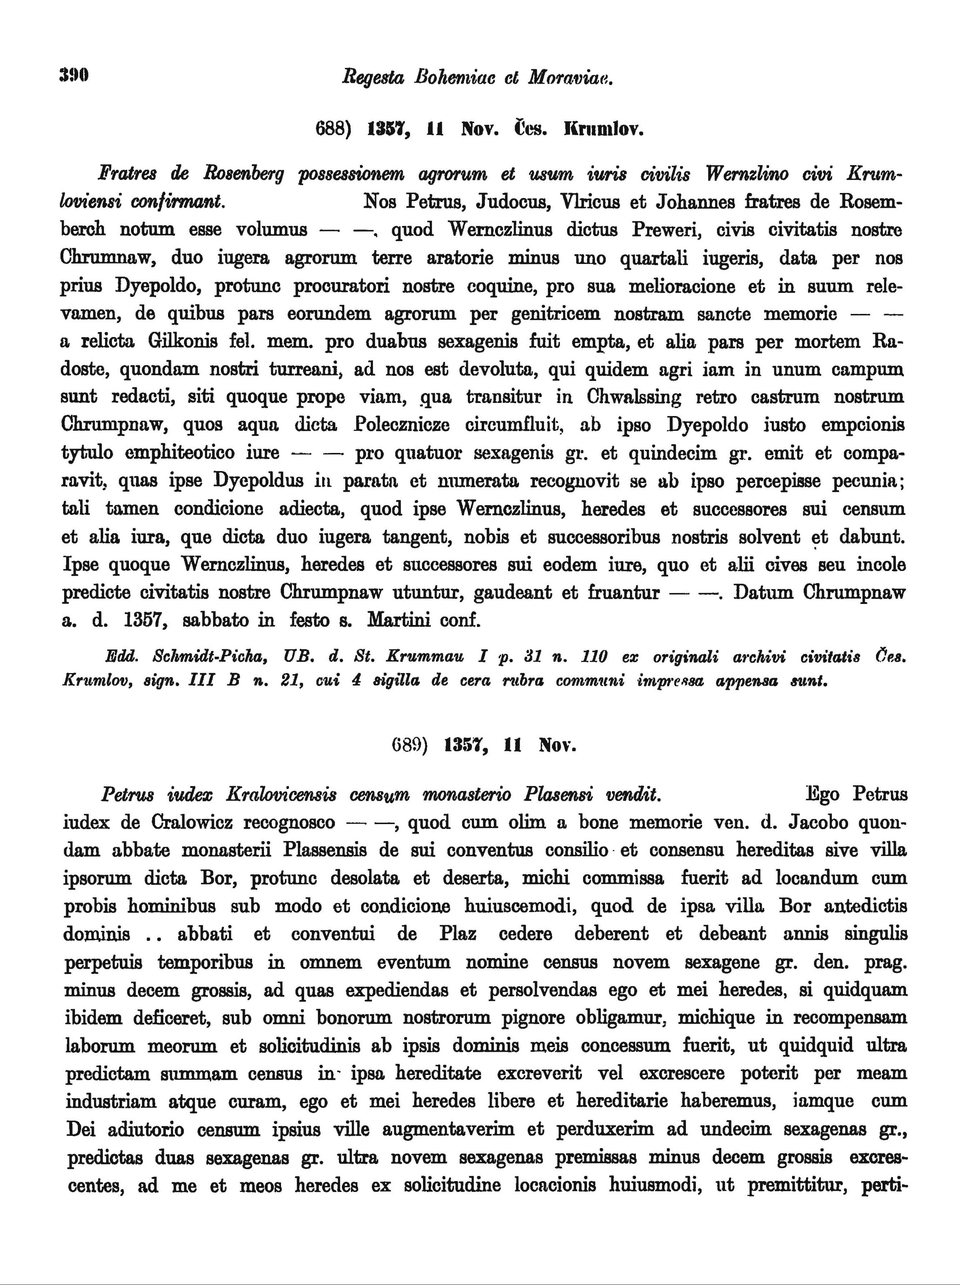 390 Regesta Bohemiae et Moraviae.
688) 1357, 11 Nov. Čes. Krumlov.
Fratres de Rosenberg possessionem agrorum et usum iuris civilis Wernzlino civi Krum-
loviensi confirmant. Nos Petrus, Judocus, Vlricus et Johannes fratres de Rosem-
berch notum esse volumus — —, quod Wernczlinus dictus Preweri, civis civitatis nostre
Chrumnaw, duo iugera agrorum terre aratorie minus uno quartali iugeris, data per nos
prius Dyepoldo, protunc procuratori nostre coquine, pro sua melioracione et in suum rele-
vamen, de quibus pars eorundem agrorum per genitricem nostram sancte memorie — —
a relicta Gilkonis fel. mem. pro duabus sexagenis fuit empta, et alia pars per mortem Ra-
doste, quondam nostri turreani, ad nos est devoluta, qui quidem agri iam in unum campum
sunt redacti, siti quoque prope viam, qua transitur in Chwalssing retro castrum nostrum
Chrumpnaw, quos aqua dicta Polecznicze circumfluit, ab ipso Dyepoldo iusto empcionis
tytulo emphiteotico iure — — pro quatuor sexagenis gr. et quindecim gr. emit et compa-
ravit, quas ipse Dyepoldus in parata et numerata recognovit se ab ipso percepisse pecunia;
tali tamen condicione adiecta, quod ipse Wernczlinus, heredes et successores sui censum
et alia iura, que dicta duo iugera tangent, nobis et successoribus nostris solvent et dabunt.
Ipse quoque Wernczlinus, heredes et successores sui eodem iure, quo et alii cives seu incole
predicte civitatis nostre Chrumpnaw utuntur, gaudeant et fruantur — —. Datum Chrumpnaw
a. d. 1357, sabbato in festo s. Martini conf.
Edd. Schmidt-Picha, UB. d. St. Krummau I p. 31 n. 110 ex originali archivi civitatis Čes.
Krumlov, sign. III B n. 21, cui 4 sigilla de cera rubra communi impressa appensa sunt.
689) 1357, 11 Nov.
Petrus iudex Kralovicensis censum monasterio Plasensi vendit. Ego Petrus
iudex de Cralowicz recognosco — —, quod cum olim a bone memorie ven. d. Jacobo quon-
dam abbate monasterii Plassensis de sui conventus consilio et consensu hereditas sive villa
ipsorum dicta Bor, protunc desolata et deserta, michi commissa fuerit ad locandum cum
probis hominibus sub modo et condicione huiuscemodi, quod de ipsa villa Bor antedictis
dominis .. abbati et conventui de Plaz cedere deberent et debeant annis singulis
perpetuis temporibus in omnem eventum nomine census novem sexagene gr. den. prag.
minus decem grossis, ad quas expediendas et persolvendas ego et mei heredes, si quidquam
ibidem deficeret, sub omni bonorum nostrorum pignore obligamur, michique in recompensam
laborum meorum et solicitudinis ab ipsis dominis meis concessum fuerit, ut quidquid ultra
predictam summam census in ipsa hereditate excreverit vel excrescere poterit per meam
industriam atque curam, ego et mei heredes libere et hereditarie haberemus, iamque cum
Dei adiutorio censum ipsius ville augmentaverim et perduxerim ad undecim sexagenas gr.,
predictas duas sexagenas gr. ultra novem sexagenas premissas minus decem grossis excres-
centes, ad me et meos heredes ex solicitudine locacionis huiusmodi, ut premittitur, perti-